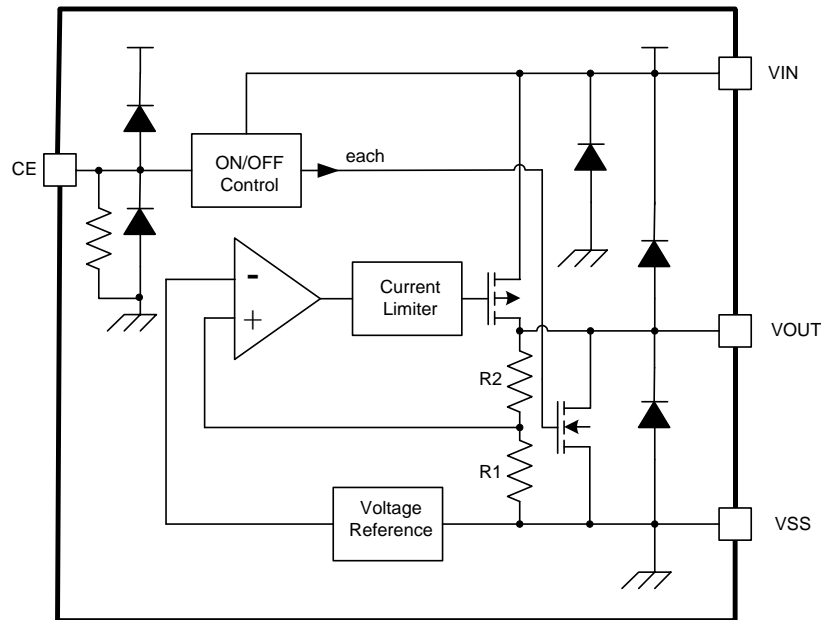 VIN
CE
ON/OFF
Control
each
-
+
Current
Limiter
VOUT
R2
R1
Voltage
Reference
VSS